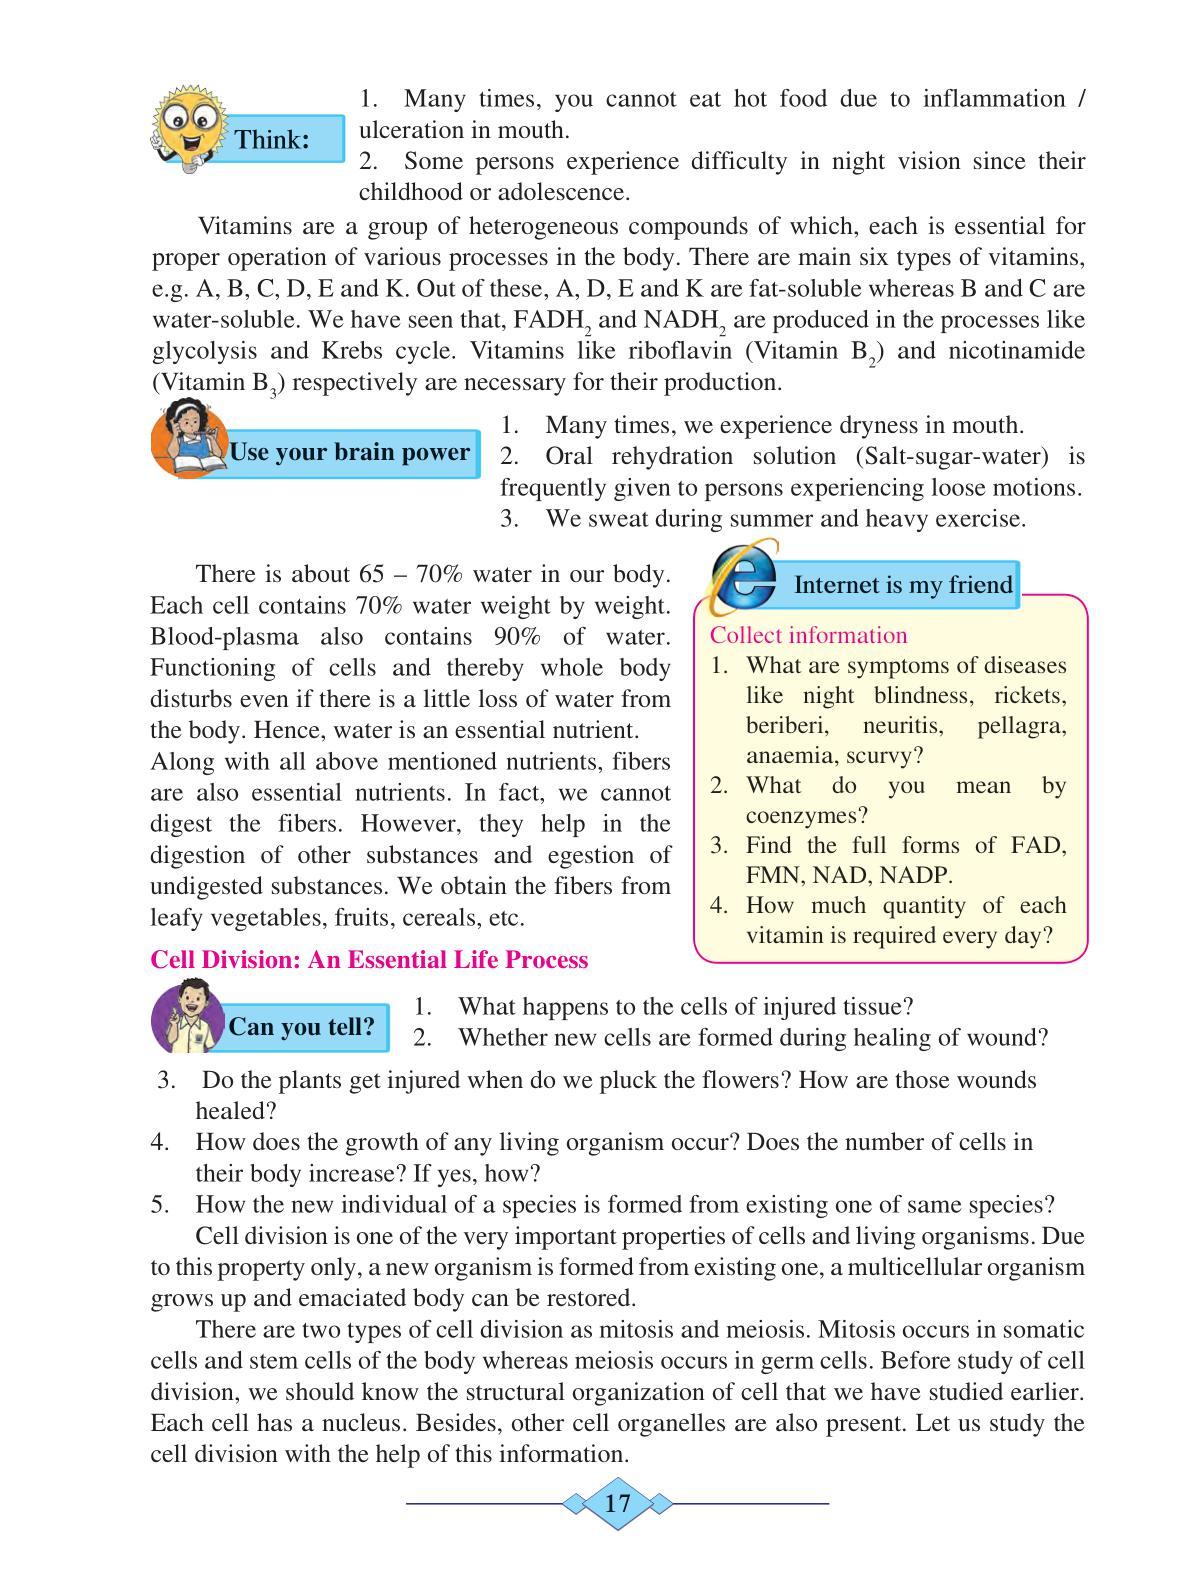 Think:
1. Many times, you cannot eat hot food due to inflammation /
ulceration in mouth.
2. Some persons experience difficulty in night vision since their
childhood or adolescence.
Vitamins are a group of heterogeneous compounds of which, each is essential for
proper operation of various processes in the body. There are main six types of vitamins,
e.g. A, B, C, D, E and K. Out of these, A, D, E and K are fat-soluble whereas B and C are
water-soluble. We have seen that, FADH₂ and NADH₂ are produced in the processes like
glycolysis and Krebs cycle. Vitamins like riboflavin (Vitamin B₂) and nicotinamide
(Vitamin B₃) respectively are necessary for their production.
Use your brain power
1. Many times, we experience dryness in mouth.
2. Oral rehydration solution (Salt-sugar-water) is
frequently given to persons experiencing loose motions.
3. We sweat during summer and heavy exercise.
There is about 65 – 70% water in our body.
Each cell contains 70% water weight by weight.
Blood-plasma also contains 90% of water.
Functioning of cells and thereby whole body
disturbs even if there is a little loss of water from
the body. Hence, water is an essential nutrient.
Along with all above mentioned nutrients, fibers
are also essential nutrients. In fact, we cannot
digest the fibers. However, they help in the
digestion of other substances and egestion of
undigested substances. We obtain the fibers from
leafy vegetables, fruits, cereals, etc.
Internet is my friend
Collect information
1. What are symptoms of diseases
like night blindness, rickets,
beriberi, neuritis, pellagra,
anaemia, scurvy?
2. What do you mean by
coenzymes?
3. Find the full forms of FAD,
FMN, NAD, NADP.
4. How much quantity of each
vitamin is required every day?
Cell Division: An Essential Life Process
Can you tell?
1. What happens to the cells of injured tissue?
2. Whether new cells are formed during healing of wound?
3. Do the plants get injured when do we pluck the flowers? How are those wounds
healed?
4. How does the growth of any living organism occur? Does the number of cells in
their body increase? If yes, how?
5. How the new individual of a species is formed from existing one of same species?
Cell division is one of the very important properties of cells and living organisms. Due
to this property only, a new organism is formed from existing one, a multicellular organism
grows up and emaciated body can be restored.
There are two types of cell division as mitosis and meiosis. Mitosis occurs in somatic
cells and stem cells of the body whereas meiosis occurs in germ cells. Before study of cell
division, we should know the structural organization of cell that we have studied earlier.
Each cell has a nucleus. Besides, other cell organelles are also present. Let us study the
cell division with the help of this information.
17